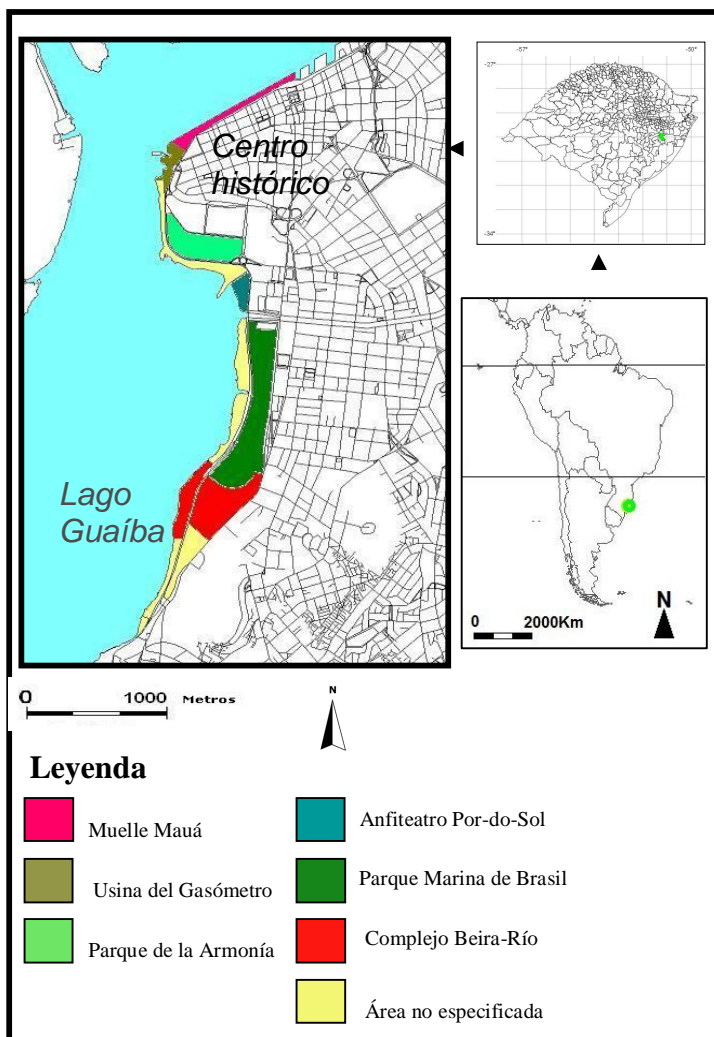 Centro
histórico
Lago
Guaíba
-57°
-50°
-27°
-34°
0 2000Km
N
0 1000 Metros
N
Leyenda
Muelle Mauá
Usina del Gasómetro
Parque de la Armonía
Anfiteatro Por-do-Sol
Parque Marina de Brasil
Complejo Beira-Río
Área no especificada